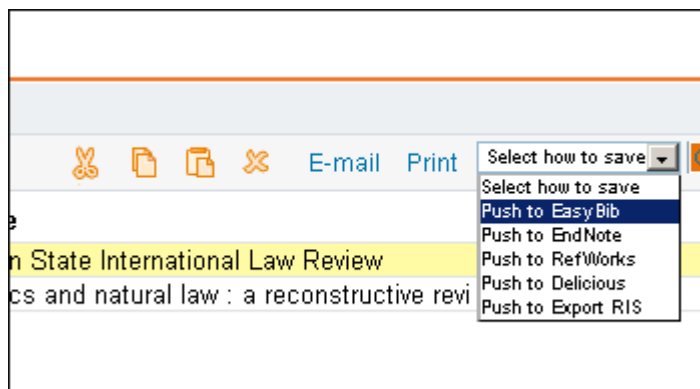 E-mail Print Select how to save
Select how to save
Push to EasyBib
Push to EndNote
Push to RefWorks
Push to Delicious
Push to Export RIS
e
n State International Law Review
cs and natural law : a reconstructive revi